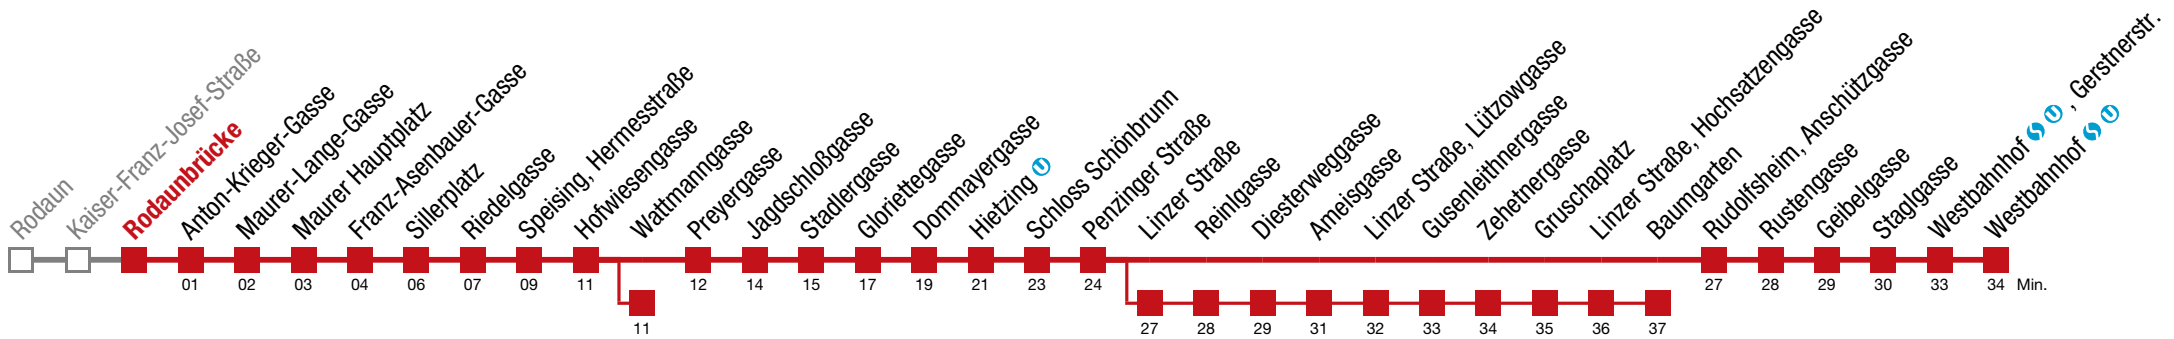 Rodaun
Kaiser-Franz-Josef-Straße
Rodaunbrücke
Anton-Krieger-Gasse
Maurer-Lange-Gasse
Maurer Hauptplatz
Franz-Asenbauer-Gasse
Sillerplatz
Riedelgasse
Speising, Hermesstraße
Hofwiesengasse
Wattmanngasse
Preyergasse
Jagdschloßgasse
Stadlergasse
Gloriettegasse
Dommayergasse
Hietzing U
Schloss Schönbrunn
Penzinger Straße
Linzer Straße
Reinlgasse
Diesterweggasse
Ameisgasse
Linzer Straße, Lützowgasse
Gusenleithnergasse
Zehetnergasse
Gruschaplatz
Linzer Straße, Hochsatzengasse
Baumgarten
Rudolfsheim, Anschützgasse
Rustengasse
Geibelgasse
Staglgasse
Westbahnhof S U, Gerstnerstr.
Westbahnhof S U
01 02 03 04 06 07 09 11 12 14 15 17 19 21 23 24 27 28 29 30 33 34 Min.
11 27 28 29 31 32 33 34 35 36 37